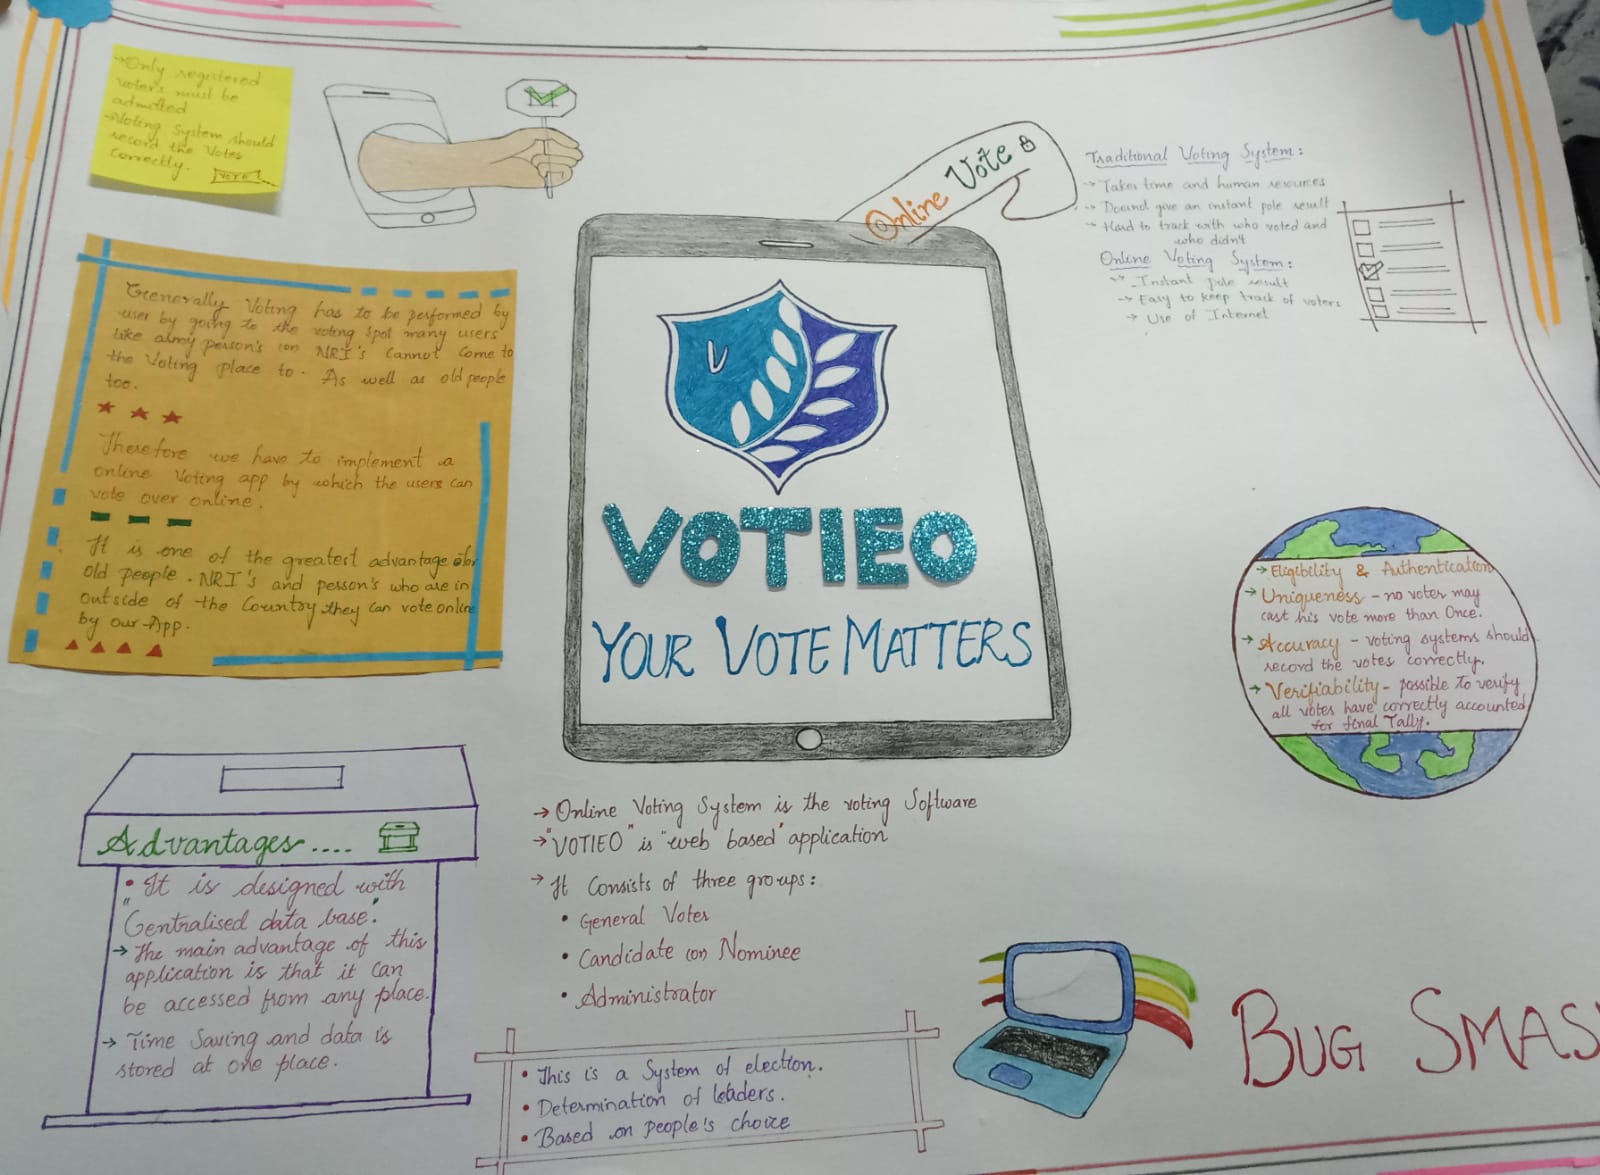 →Only registered
voters must be
admitted
→Voting System should
record the Votes
Correctly.
VOTE!
Generally Voting has to be performed by
user by going to the voting spot many users
like almy person's (or) NRI's Cannot Come to
the Voting place to. As well as old people
too.
Therefore we have to implement a
online Voting app by which the users can
vote over online.
It is one of the greatest advantage for
old people. NRI's and person's who are in
outside of the Country they can vote online
by our App.
Online Vote
V
VOTIEO
YOUR VOTE MATTERS
Traditional Voting System:
→ Takes time and human resources
→ Doesnot give an instant pole result
→ Hard to track with who voted and
who didn't
Online Voting System:
→ Instant pole result
→ Easy to keep track of voters
→ Use of Internet
→ Eligibility & Authentication
→ Uniqueness - no voter may
cast his vote more than Once.
→ Accuracy - voting systems should
record the votes correctly.
→ Verifiability - possible to verify
all votes have correctly accounted
for final Tally.
Advantages....
• It is designed with
"Centralised data base".
→ The main advantage of this
application is that it can
be accessed from any place.
→ Time Saving and data is
stored at one place.
→ Online Voting System is the voting Software
→ "VOTIEO" is "web based" application
→ It Consists of three groups:
• General Voter
• Candidate (or) Nominee
• Administrator
• This is a System of election.
• Determination of leaders.
• Based on people's choice
BUG SMAS